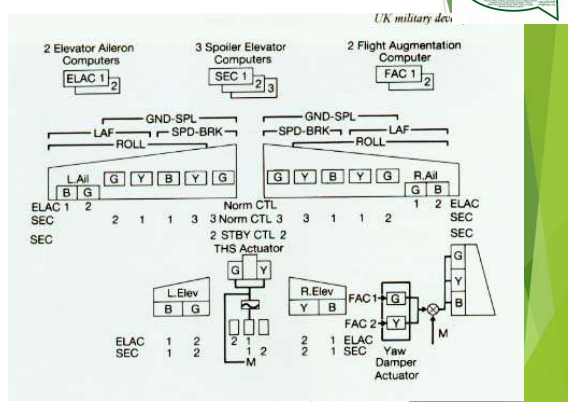 UK military
2 Elevator Aileron 3 Spoiler Elevator 2 Flight Augmentation
Computers Computers Computer
ELAC 1 2 SEC 1 2 3 FAC 1 2
GND-SPL GND-SPL
LAF SPD-BRK SPD-BRK LAF
ROLL ROLL
L.Ail G Y B Y G G Y B Y G R.Ail
B G G B
ELAC 1 2 Norm CTL 1 2 ELAC
SEC 2 1 1 3 3 Norm CTL 3 3 1 1 2 SEC
SEC 2 STBY CTL 2 SEC
THS Actuator
G Y G
L.Elev R.Elev Y
B G Y B B
FAC 1 G
FAC 2 Y M
ELAC 1 2 2 1 2 1 ELAC
SEC 1 2 1 2 2 1 SEC
M
Yaw
Damper
Actuator